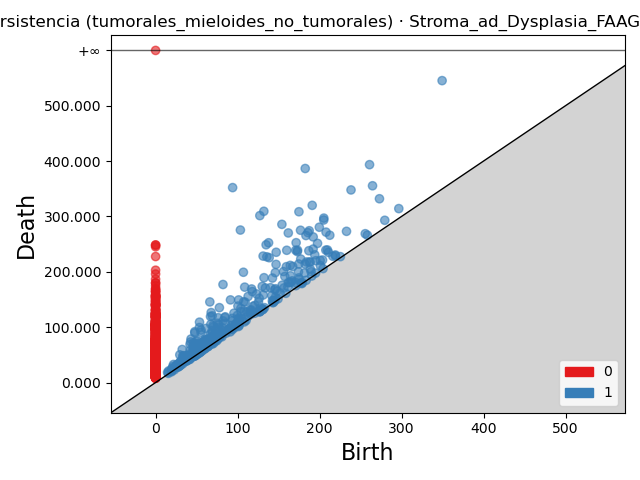 rsistencia (tumorales_mieloides_no_tumorales) · Stroma_ad_Dysplasia_FAAG
+∞
500.000
400.000
300.000
200.000
100.000
0.000
Death
0
1
0 100 200 300 400 500
Birth